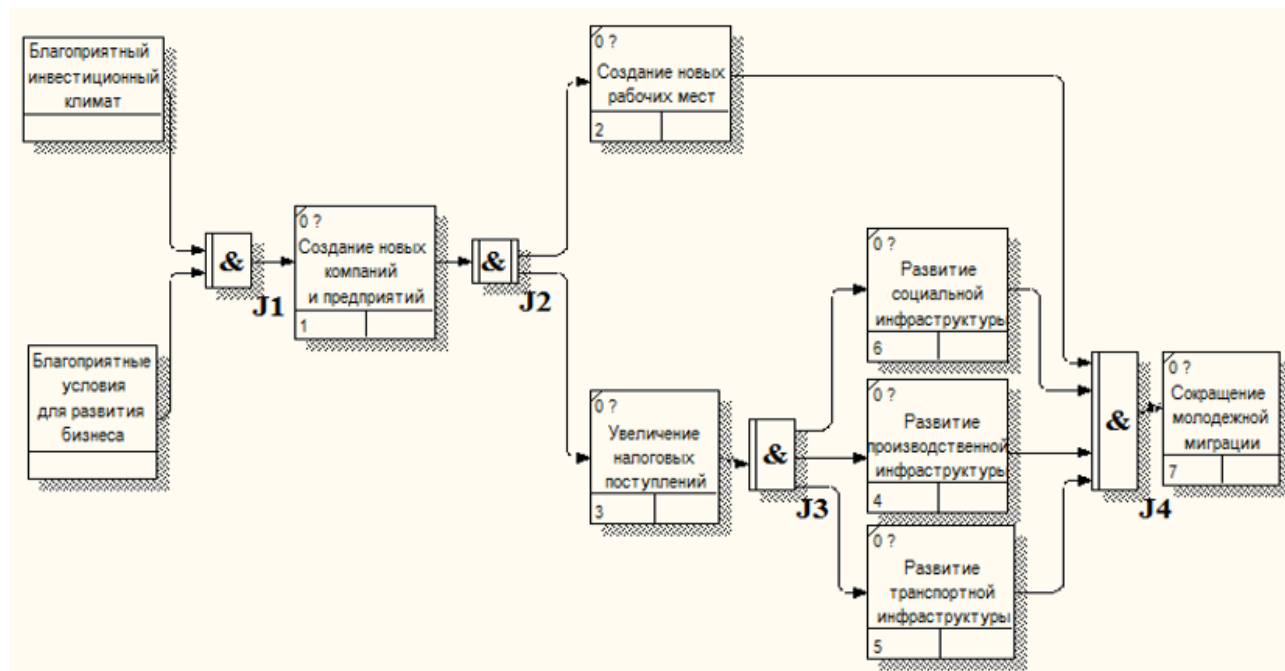 Благоприятный
инвестиционный
климат
Благоприятные
условия
для развития
бизнеса
&
J1
0 ?
Создание новых
компаний
и предприятий
1
&
J2
0 ?
Создание новых
рабочих мест
2
0 ?
Увеличение
налоговых
поступлений
3
&
J3
0 ?
Развитие
социальной
инфраструктуры
6
0 ?
Развитие
производственной
инфраструктуры
4
0 ?
Развитие
транспортной
инфраструктуры
5
&
J4
0 ?
Сокращение
молодежной
миграции
7